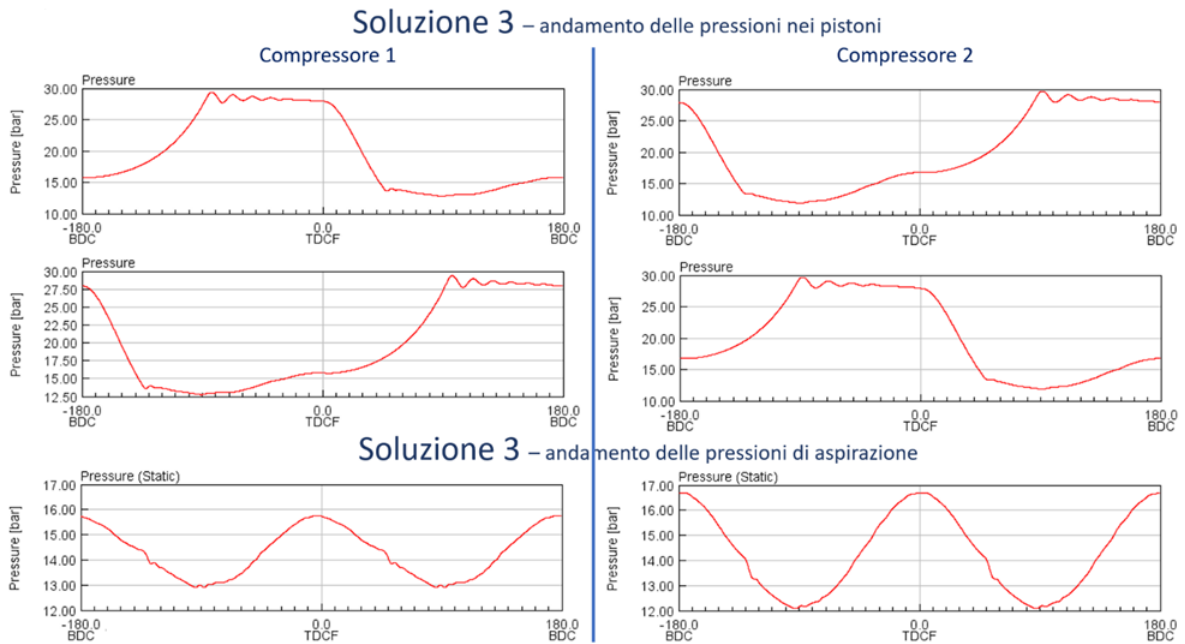 Soluzione 3 – andamento delle pressioni nei pistoni
Compressore 1
Compressore 2
Pressure
Pressure [bar]
30.00
25.00
20.00
15.00
10.00
-180.0
BDC
0.0
TDCF
180.0
BDC
Pressure
Pressure [bar]
30.00
25.00
20.00
15.00
10.00
-180.0
BDC
0.0
TDCF
180.0
BDC
Pressure
Pressure [bar]
30.00
27.50
25.00
22.50
20.00
17.50
15.00
12.50
-180.0
BDC
0.0
TDCF
180.0
BDC
Pressure
Pressure [bar]
30.00
25.00
20.00
15.00
10.00
-180.0
BDC
0.0
TDCF
180.0
BDC
Soluzione 3 – andamento delle pressioni di aspirazione
Pressure (Static)
Pressure [bar]
17.00
16.00
15.00
14.00
13.00
12.00
-180.0
BDC
0.0
TDCF
180.0
BDC
Pressure (Static)
Pressure [bar]
17.00
16.00
15.00
14.00
13.00
12.00
-180.0
BDC
0.0
TDCF
180.0
BDC